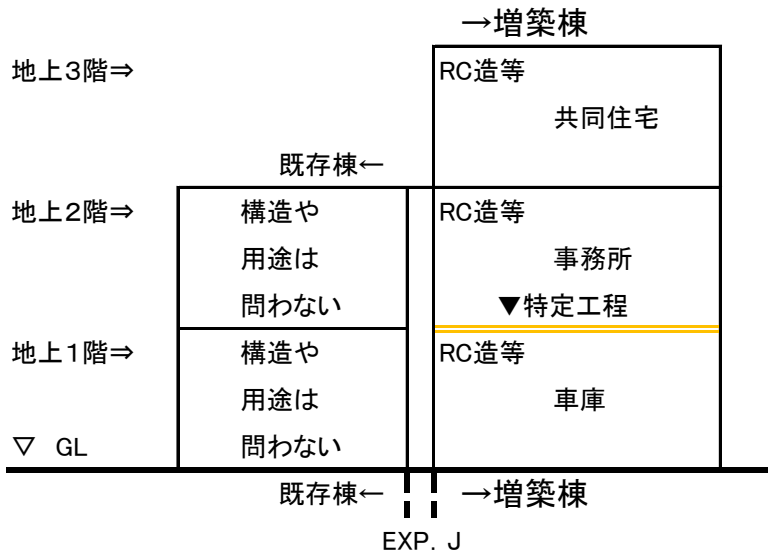 →増築棟
地上3階⇒
RC造等
共同住宅
既存棟←
地上2階⇒
構造や
用途は
問わない
RC造等
事務所
▼特定工程
地上1階⇒
構造や
用途は
問わない
RC造等
車庫
▽ GL
既存棟←
→増築棟
EXP. J